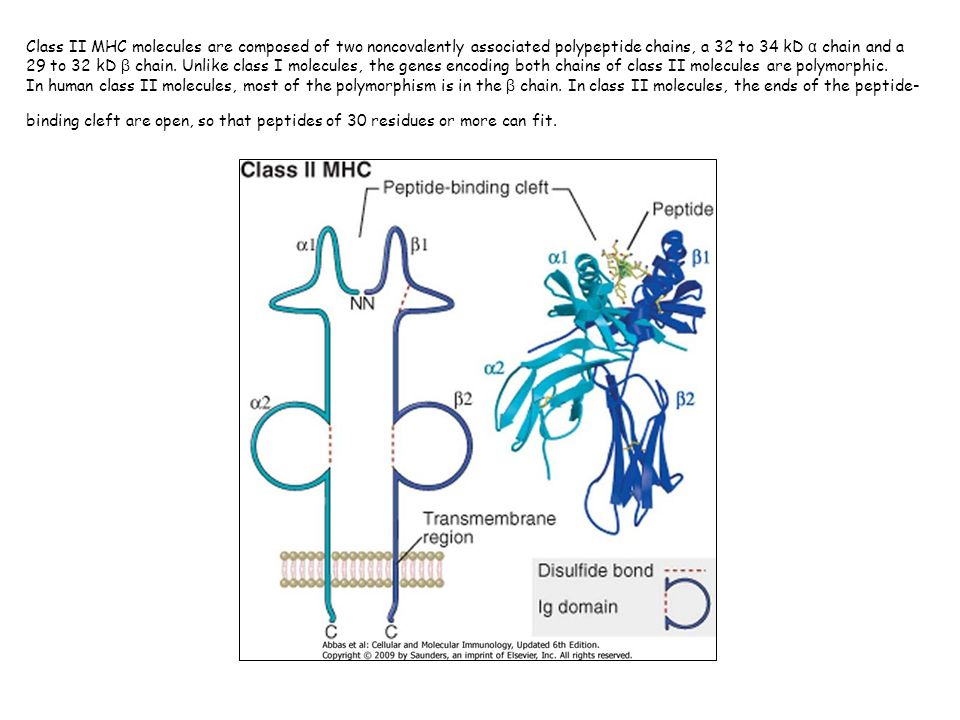 Class II MHC molecules are composed of two noncovalently associated polypeptide chains, a 32 to 34 kD α chain and a
29 to 32 kD β chain. Unlike class I molecules, the genes encoding both chains of class II molecules are polymorphic.
In human class II molecules, most of the polymorphism is in the β chain. In class II molecules, the ends of the peptide-
binding cleft are open, so that peptides of 30 residues or more can fit.
Class II MHC
Peptide-binding cleft
Peptide
α1
β1
α1
β1
NN
α2
β2
α2
β2
Transmembrane
region
Disulfide bond
Ig domain
C
C
Abbas et al: Cellular and Molecular Immunology, Updated 6th Edition.
Copyright © 2009 by Saunders, an imprint of Elsevier, Inc. All rights reserved.